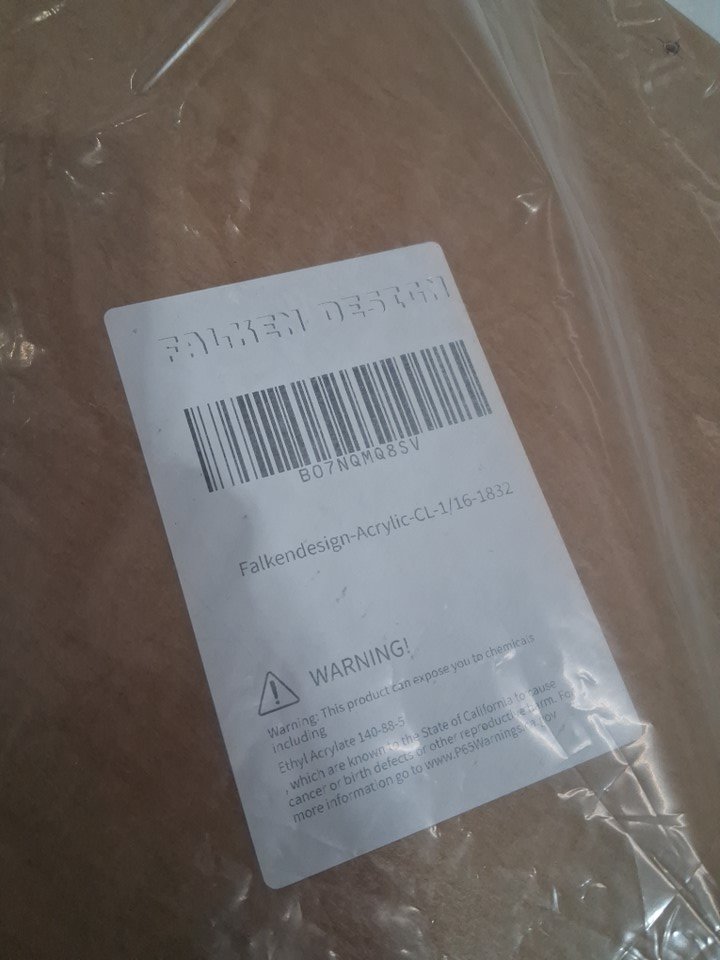 FALKEN DESIGN
B07NQMQ8SV
Falkendesign-Acrylic-CL-1/16-1832
WARNING!
Warning: This product can expose you to chemicals
including
Ethyl Acrylate 140-88-5
, which are known to the State of California to cause
cancer or birth defects or other reproductive harm. For
more information go to www.P65Warnings.ca.gov